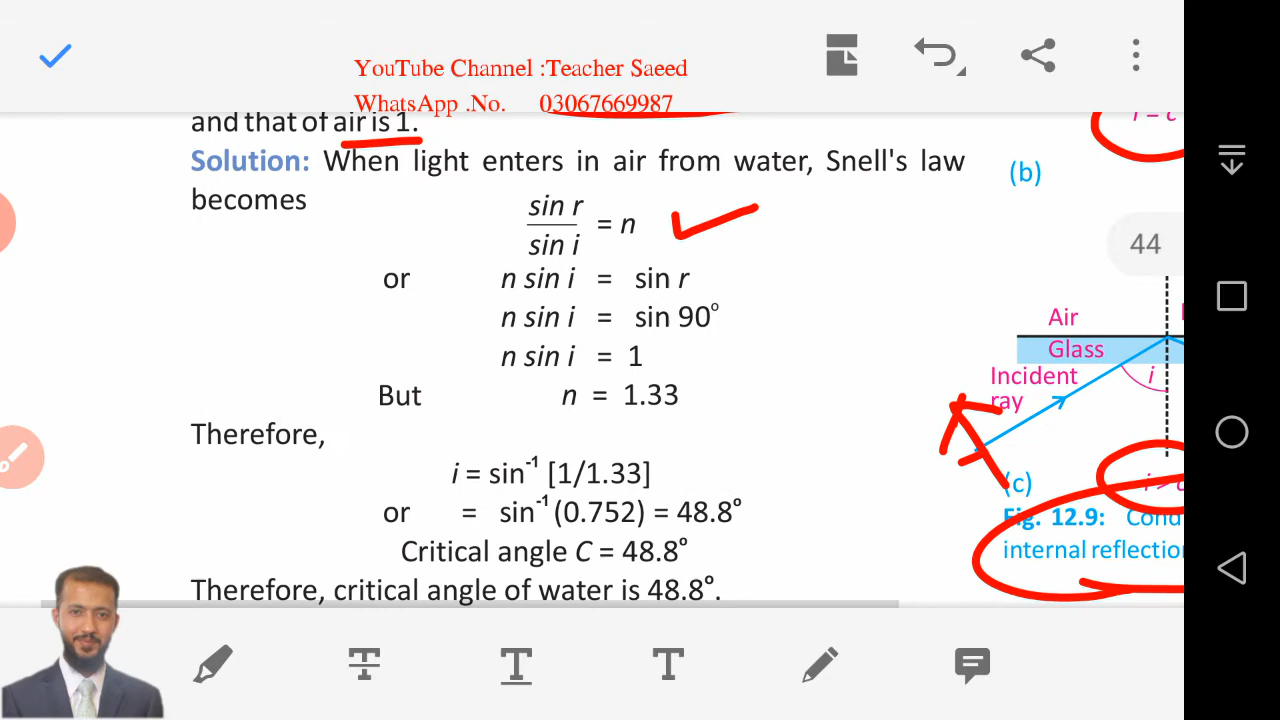 YouTube Channel :Teacher Saeed
WhatsApp .No. 03067669987
and that of air is 1.
Solution: When light enters in air from water, Snell's law
becomes
sin r
sin i
= n
or n sin i = sin r
n sin i = sin 90°
n sin i = 1
But n = 1.33
Therefore,
i = sin⁻¹ [1/1.33]
or = sin⁻¹ (0.752) = 48.8°
Critical angle C = 48.8°
Therefore, critical angle of water is 48.8°.
(b)
44
Air
Glass
Incident
ray
i
(c)
Fig. 12.9: Cond
internal reflection